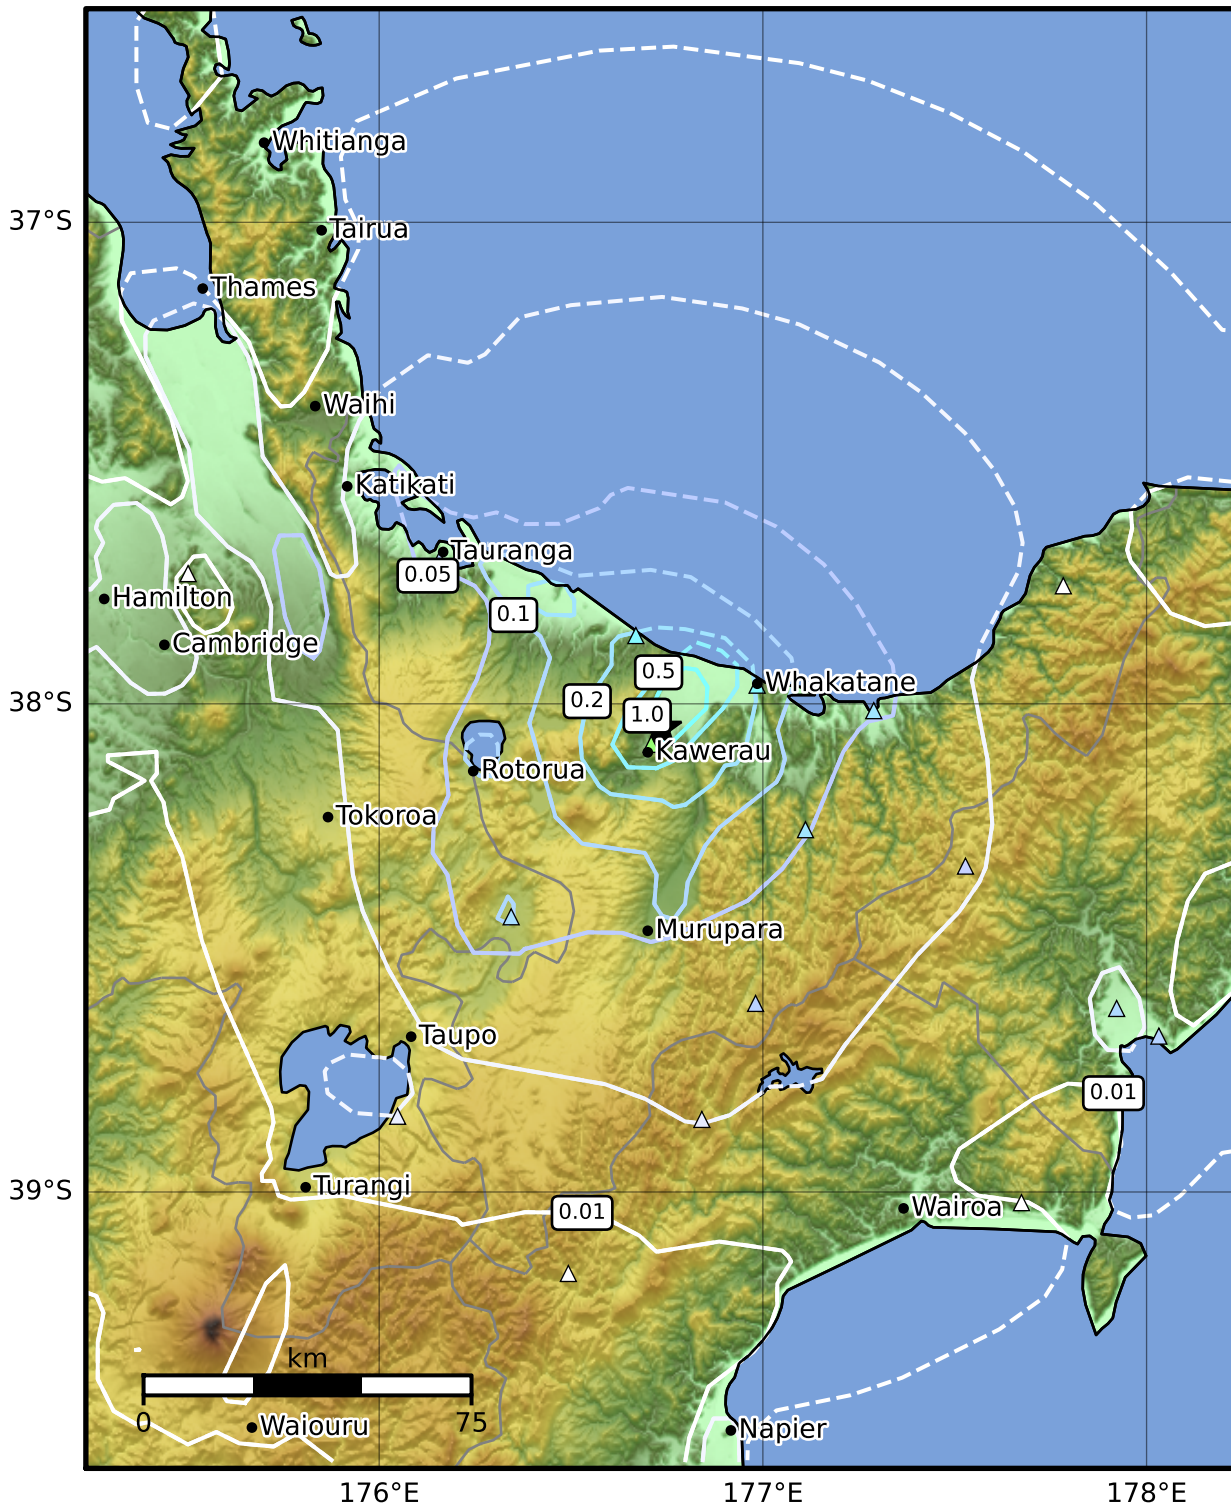 Whitianga
37°S
Tairua
Thames
Waihi
Katikati
Tauranga
0.05
Hamilton
0.1
Cambridge
0.5
Whakatane
38°S
0.2
1.0
Kawerau
Rotorua
Tokoroa
Murupara
Taupo
0.01
Turangi
39°S
Wairoa
0.01
km
0
75
Waiouru
Napier
176°E
177°E
178°E